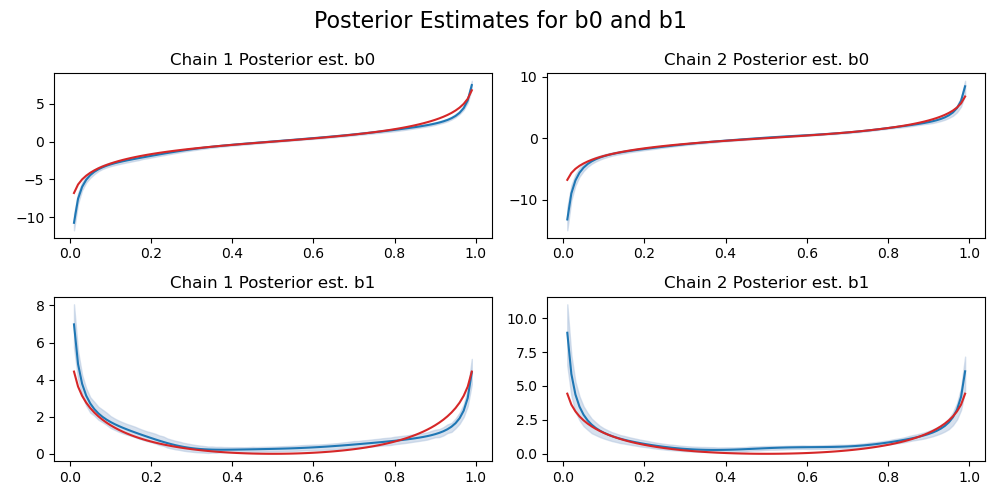 Posterior Estimates for b0 and b1
Chain 1 Posterior est. b0
5
0
−5
−10
0.0 0.2 0.4 0.6 0.8 1.0
Chain 2 Posterior est. b0
10
0
−10
0.0 0.2 0.4 0.6 0.8 1.0
Chain 1 Posterior est. b1
8
6
4
2
0
0.0 0.2 0.4 0.6 0.8 1.0
Chain 2 Posterior est. b1
10.0
7.5
5.0
2.5
0.0
0.0 0.2 0.4 0.6 0.8 1.0